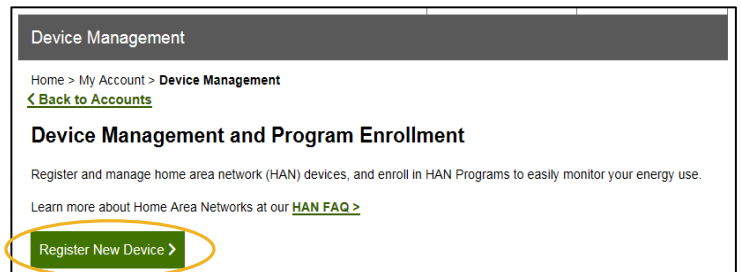 Device Management
Home > My Account > Device Management
< Back to Accounts
Device Management and Program Enrollment
Register and manage home area network (HAN) devices, and enroll in HAN Programs to easily monitor your energy use.
Learn more about Home Area Networks at our HAN FAQ >
Register New Device >